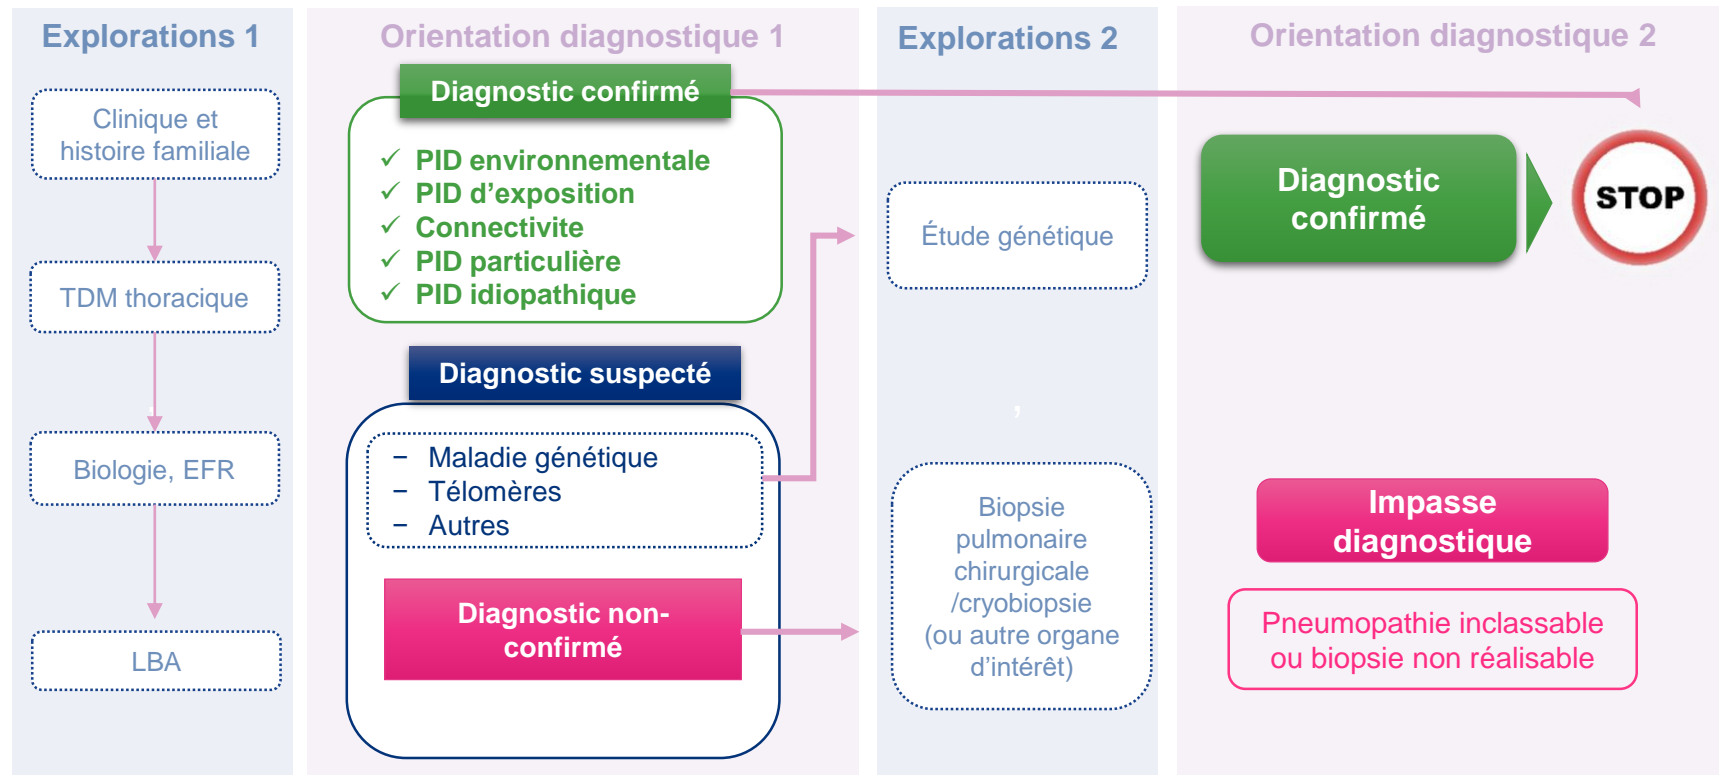 Explorations 1
Clinique et
histoire familiale
TDM thoracique
,
Biologie, EFR
LBA
Orientation diagnostique 1
Diagnostic confirmé
✓ PID environnementale
✓ PID d’exposition
✓ Connectivite
✓ PID particulière
✓ PID idiopathique
Diagnostic suspecté
− Maladie génétique
− Télomères
− Autres
Diagnostic non-
confirmé
Explorations 2
Étude génétique
,
Biopsie
pulmonaire
chirurgicale
/cryobiopsie
(ou autre organe
d’intérêt)
Orientation diagnostique 2
Diagnostic
confirmé
STOP
Impasse
diagnostique
Pneumopathie inclassable
ou biopsie non réalisable